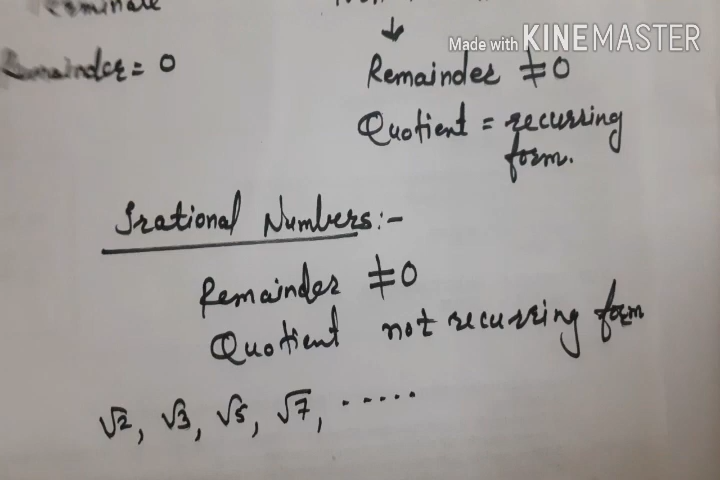 Made with KINEMASTER
Remainder = 0
Remainder ≠ 0
Quotient = recurring
form.
Irational Numbers:-
Remainder ≠ 0
Quotient not recurring form
√2, √3, √5, √7, ......